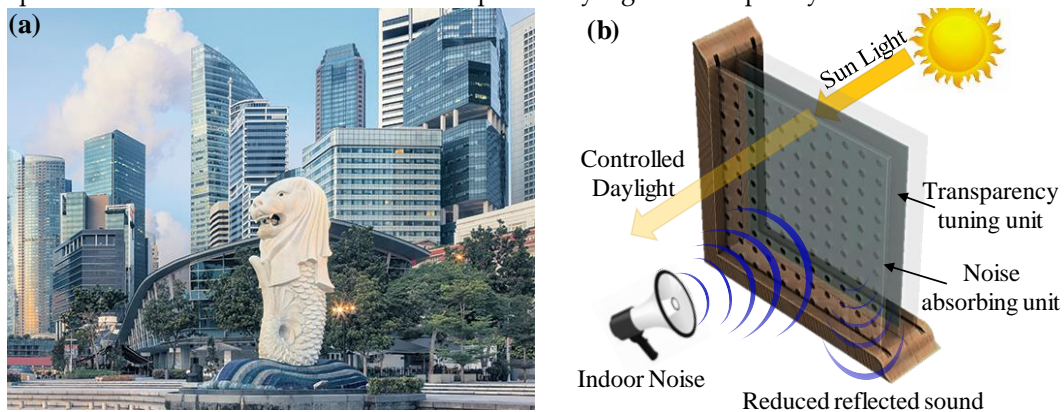 (a)
(b)
Sun Light
Controlled
Daylight
Transparency
tuning unit
Noise
absorbing unit
Indoor Noise
Reduced reflected sound